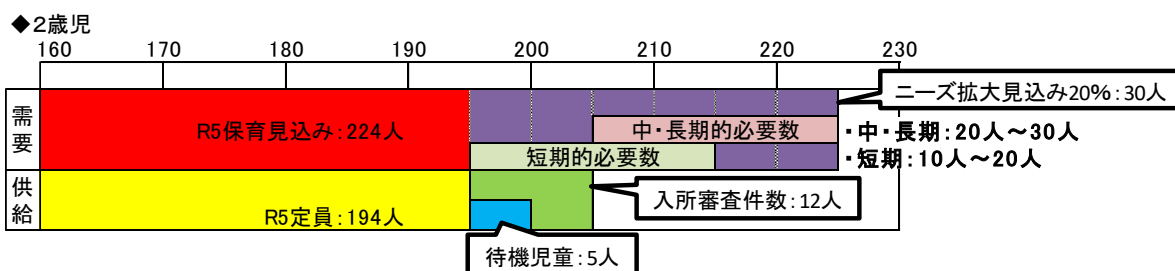 ◆2歳児
160 170 180 190 200 210 220 230
ニーズ拡大見込み20%:30人
需要
R5保育見込み:224人
中・長期的必要数
・中・長期:20人~30人
短期的必要数
・短期:10人~20人
供給
R5定員:194人
入所審査件数:12人
待機児童:5人